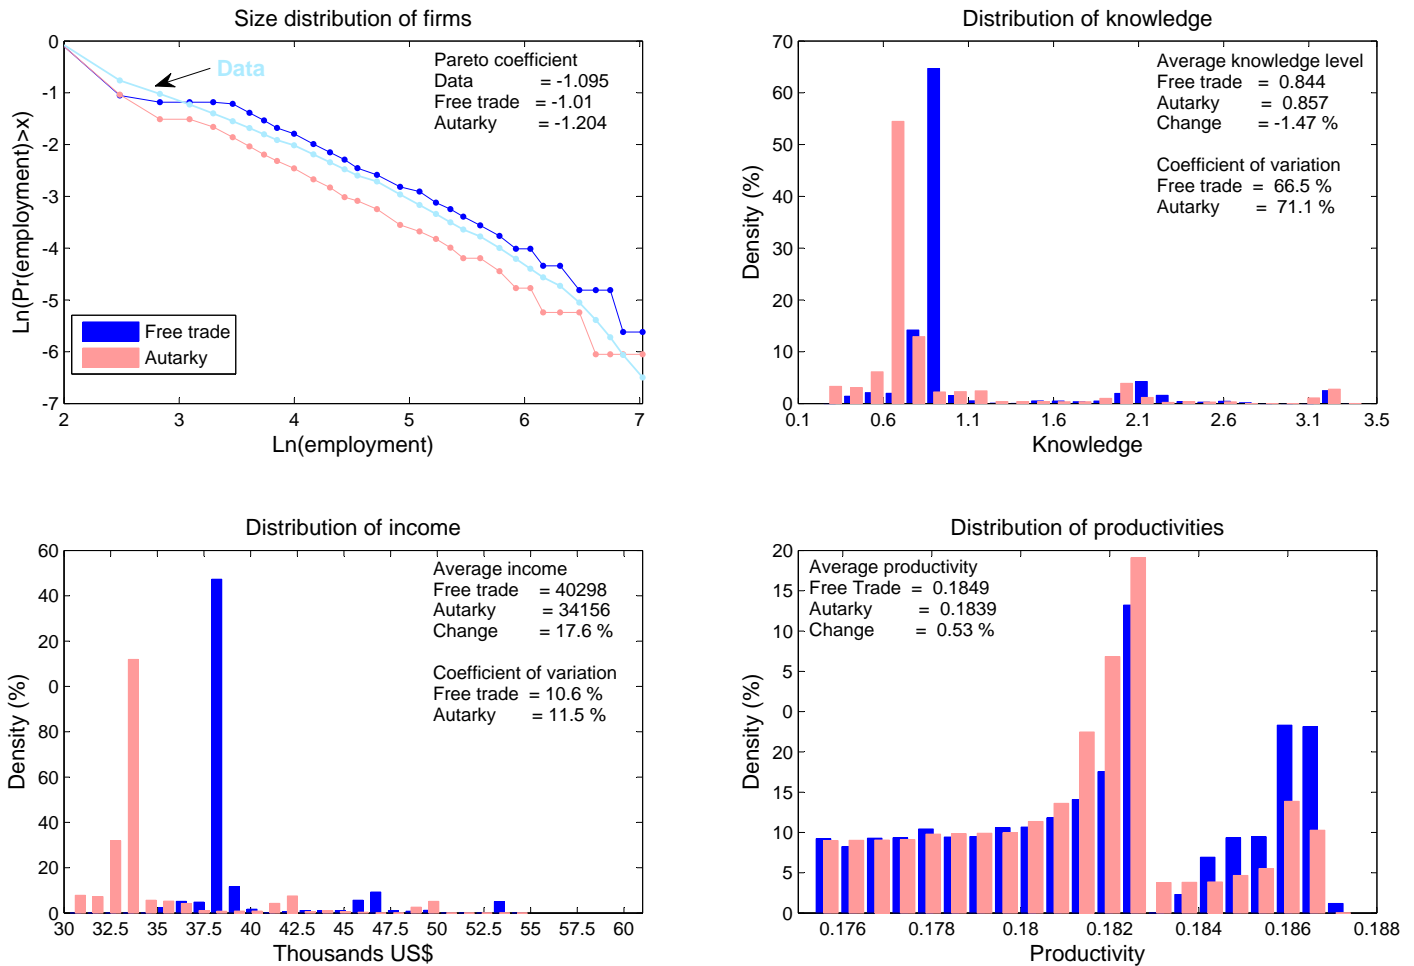 Size distribution of firms
0
-1
-2
-3
-4
-5
-6
-7
Ln(Pr(employment)>x)
Data
Pareto coefficient
Data = -1.095
Free trade = -1.01
Autarky = -1.204
Free trade
Autarky
2 3 4 5 6 7
Ln(employment)
Distribution of knowledge
70
60
50
40
30
20
10
0
Density (%)
Average knowledge level
Free trade = 0.844
Autarky = 0.857
Change = -1.47 %
Coefficient of variation
Free trade = 66.5 %
Autarky = 71.1 %
0.1 0.6 1.1 1.6 2.1 2.6 3.1 3.5
Knowledge
Distribution of income
60
40
20
0
80
60
40
20
0
Density (%)
Average income
Free trade = 40298
Autarky = 34156
Change = 17.6 %
Coefficient of variation
Free trade = 10.6 %
Autarky = 11.5 %
30 32.5 35 37.5 40 42.5 45 47.5 50 52.5 55 57.5 60
Thousands US$
Distribution of productivities
20
15
10
5
0
20
15
10
5
0
Density (%)
Average productivity
Free Trade = 0.1849
Autarky = 0.1839
Change = 0.53 %
0.176 0.178 0.18 0.182 0.184 0.186 0.188
Productivity